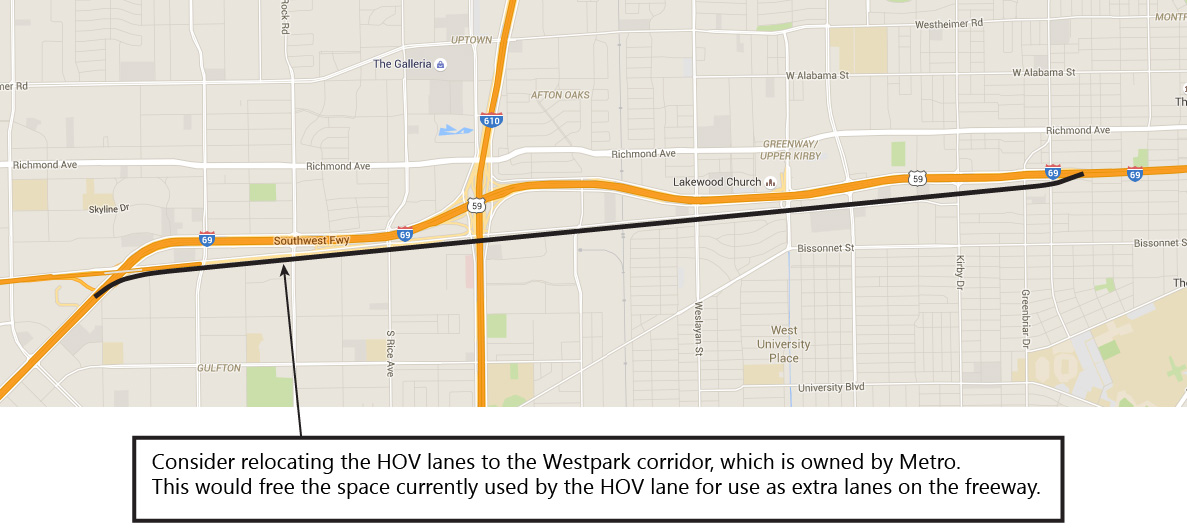 Rock Rd
Westheimer Rd
MONTR
UPTOWN
The Galleria
W Alabama St
W Alabama St
mer Rd
AFTON OAKS
Th
610
Richmond Ave
GREENWAY/
UPPER KIRBY
Richmond Ave
Richmond Ave
Richmond Ave
Lakewood Church
59
69
69
Skyline Dr
59
69
Southwest Fwy
69
Bissonnet St
Bissonnet S
Kirby Dr
The
Greenbriar Dr
Weslayan St
West
University
Place
S Rice Ave
GULFTON
University Blvd
Consider relocating the HOV lanes to the Westpark corridor, which is owned by Metro.
This would free the space currently used by the HOV lane for use as extra lanes on the freeway.